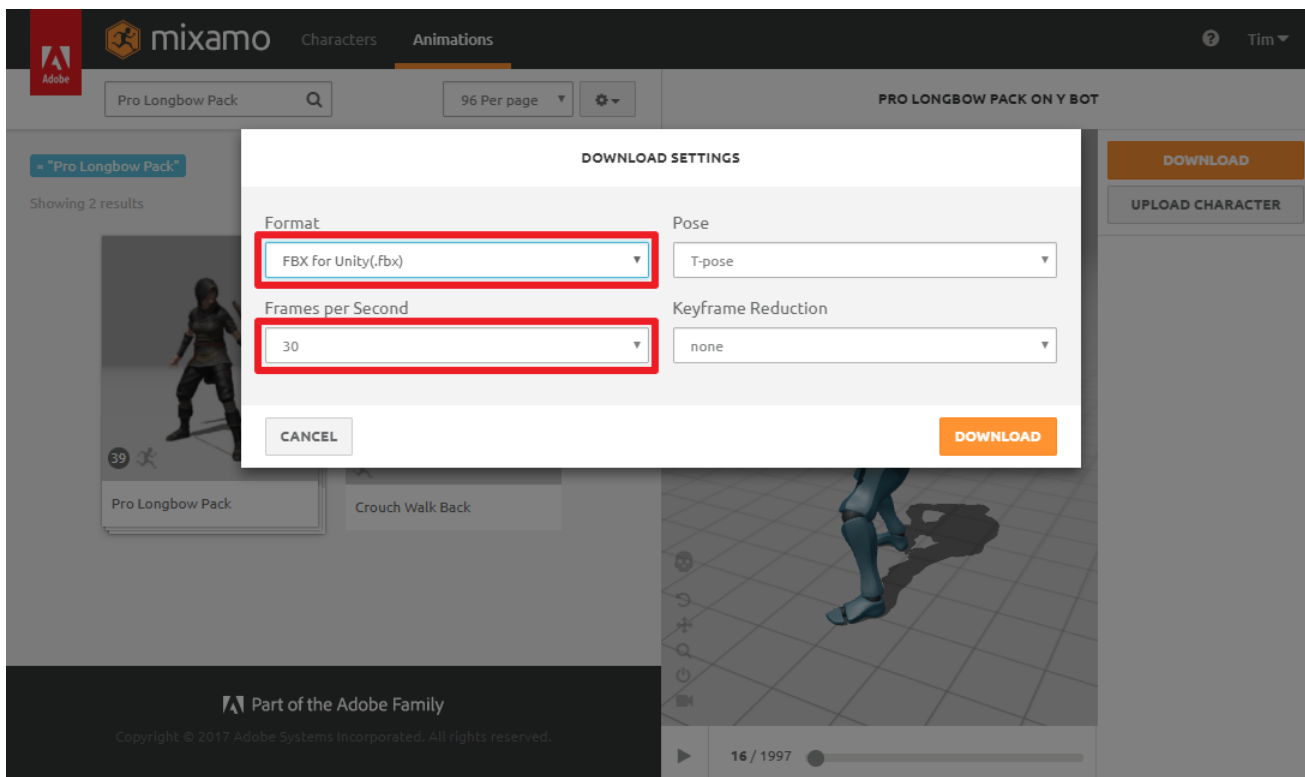 Adobe
mixamo
Characters
Animations
Tim
Pro Longbow Pack
96 Per page
PRO LONGBOW PACK ON Y BOT
= "Pro Longbow Pack"
Showing 2 results
DOWNLOAD SETTINGS
Format
Pose
FBX for Unity(.fbx)
T-pose
Frames per Second
Keyframe Reduction
30
none
CANCEL
DOWNLOAD
DOWNLOAD
UPLOAD CHARACTER
39
Pro Longbow Pack
Crouch Walk Back
Part of the Adobe Family
Copyright © 2017 Adobe Systems Incorporated. All rights reserved.
16 / 1997